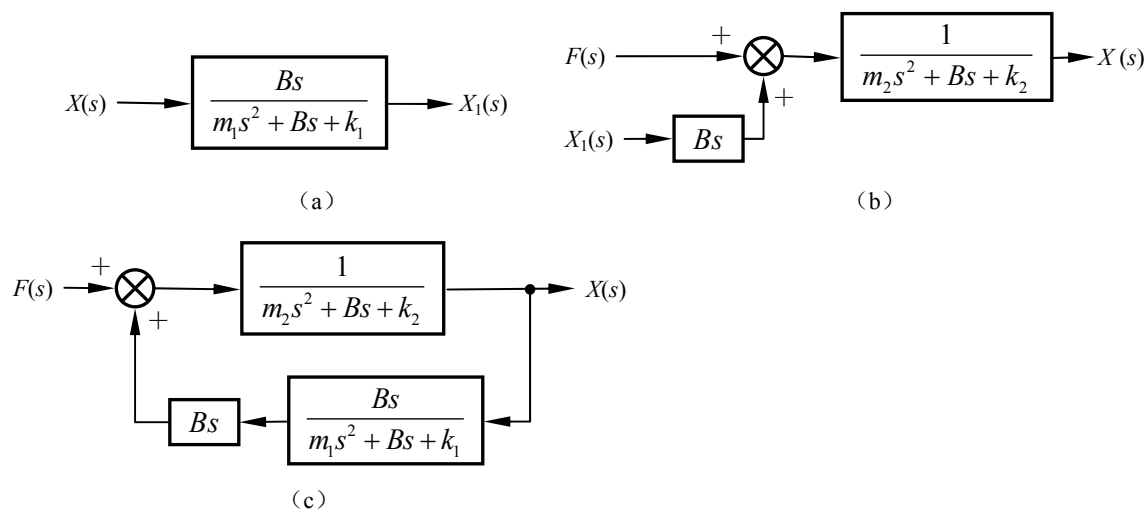 X(s)
Bs
m₁s² + Bs + k₁
X₁(s)
（a）
F(s)
+
1
m₂s² + Bs + k₂
X (s)
+
X₁(s)
Bs
（b）
F(s)
+
1
m₂s² + Bs + k₂
X(s)
+
Bs
Bs
m₁s² + Bs + k₁
（c）